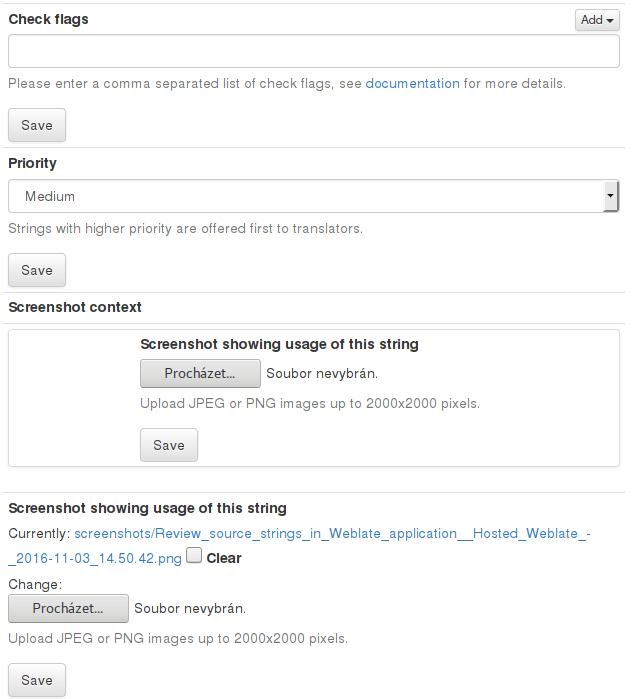 Check flags Add
Please enter a comma separated list of check flags, see documentation for more details.
Save
Priority
Medium
Strings with higher priority are offered first to translators.
Save
Screenshot context
Screenshot showing usage of this string
Procházet... Soubor nevybrán.
Upload JPEG or PNG images up to 2000x2000 pixels.
Save
Screenshot showing usage of this string
Currently: screenshots/Review_source_strings_in_Weblate_application__Hosted_Weblate_-
_2016-11-03_14.50.42.png Clear
Change:
Procházet... Soubor nevybrán.
Upload JPEG or PNG images up to 2000x2000 pixels.
Save